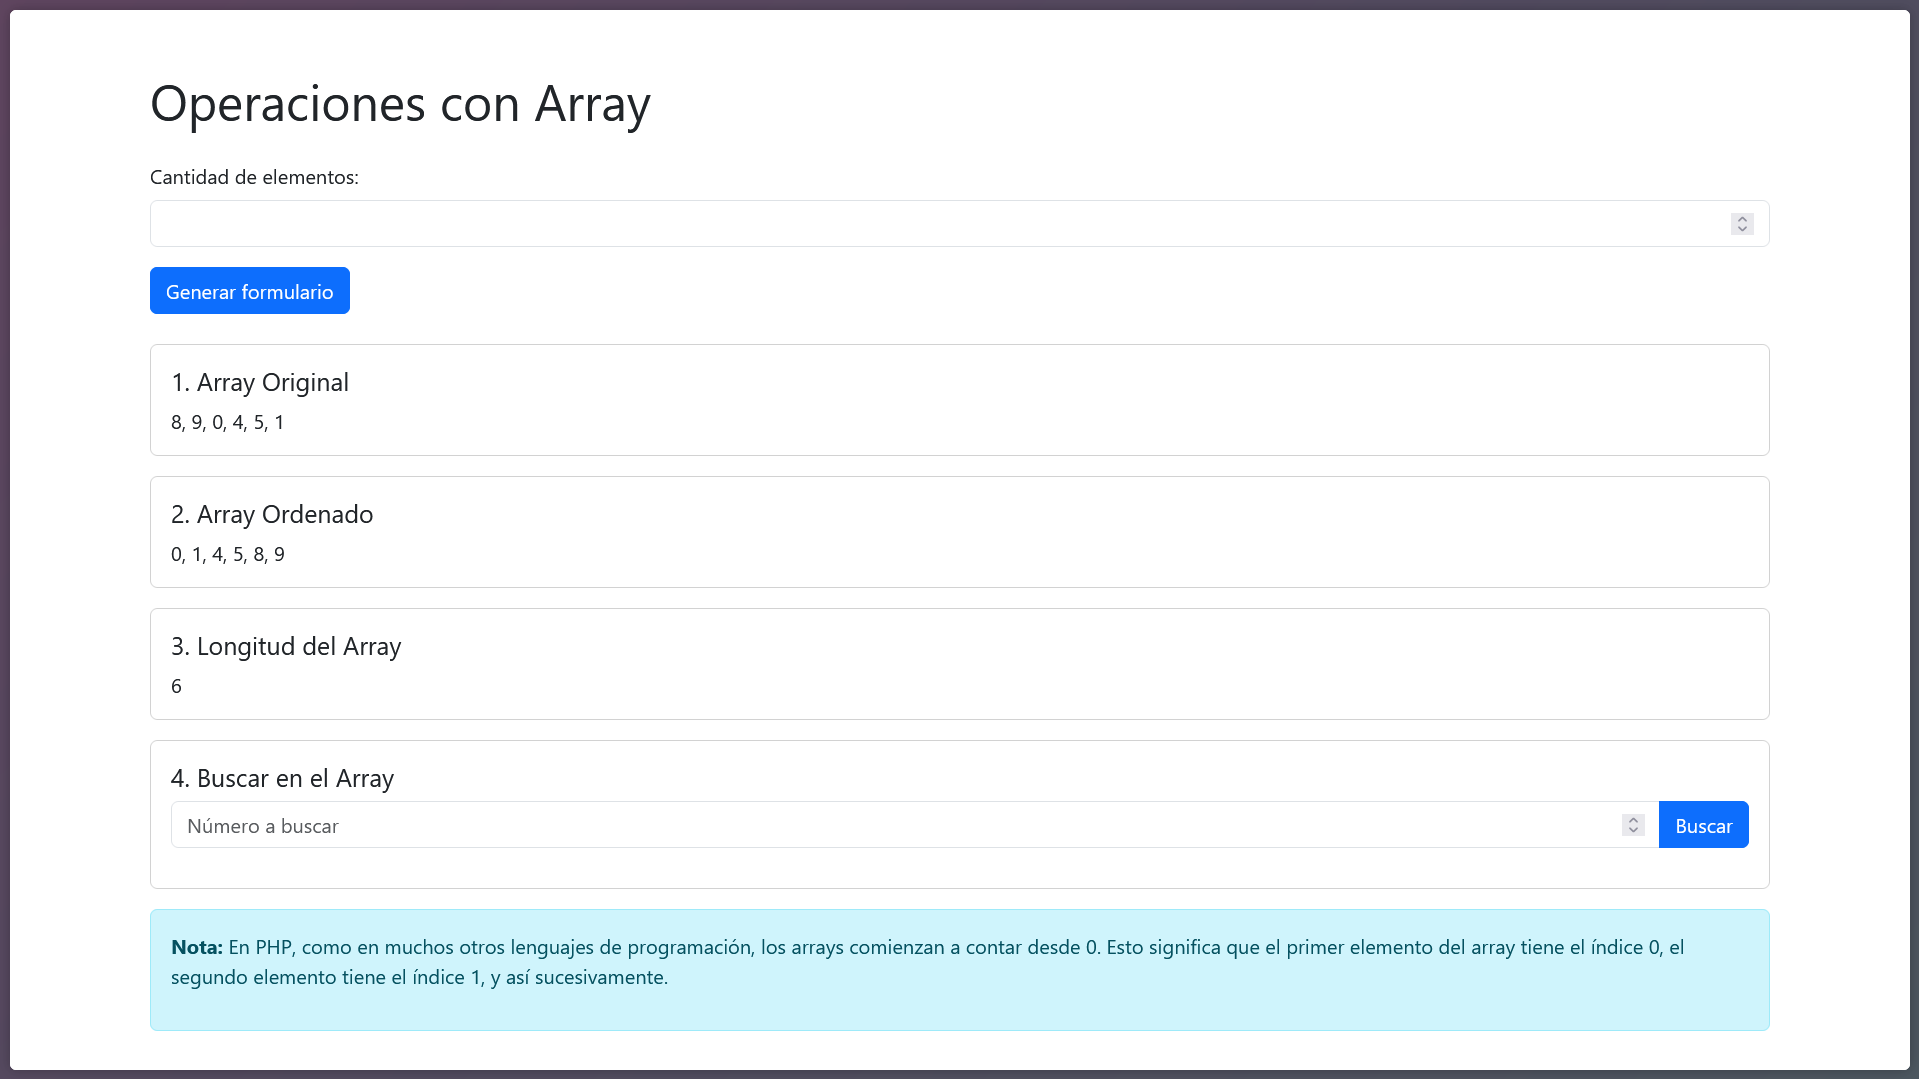 Operaciones con Array
Cantidad de elementos:
Generar formulario
1. Array Original
8, 9, 0, 4, 5, 1
2. Array Ordenado
0, 1, 4, 5, 8, 9
3. Longitud del Array
6
4. Buscar en el Array
Número a buscar
Buscar
Nota: En PHP, como en muchos otros lenguajes de programación, los arrays comienzan a contar desde 0. Esto significa que el primer elemento del array tiene el índice 0, el
segundo elemento tiene el índice 1, y así sucesivamente.